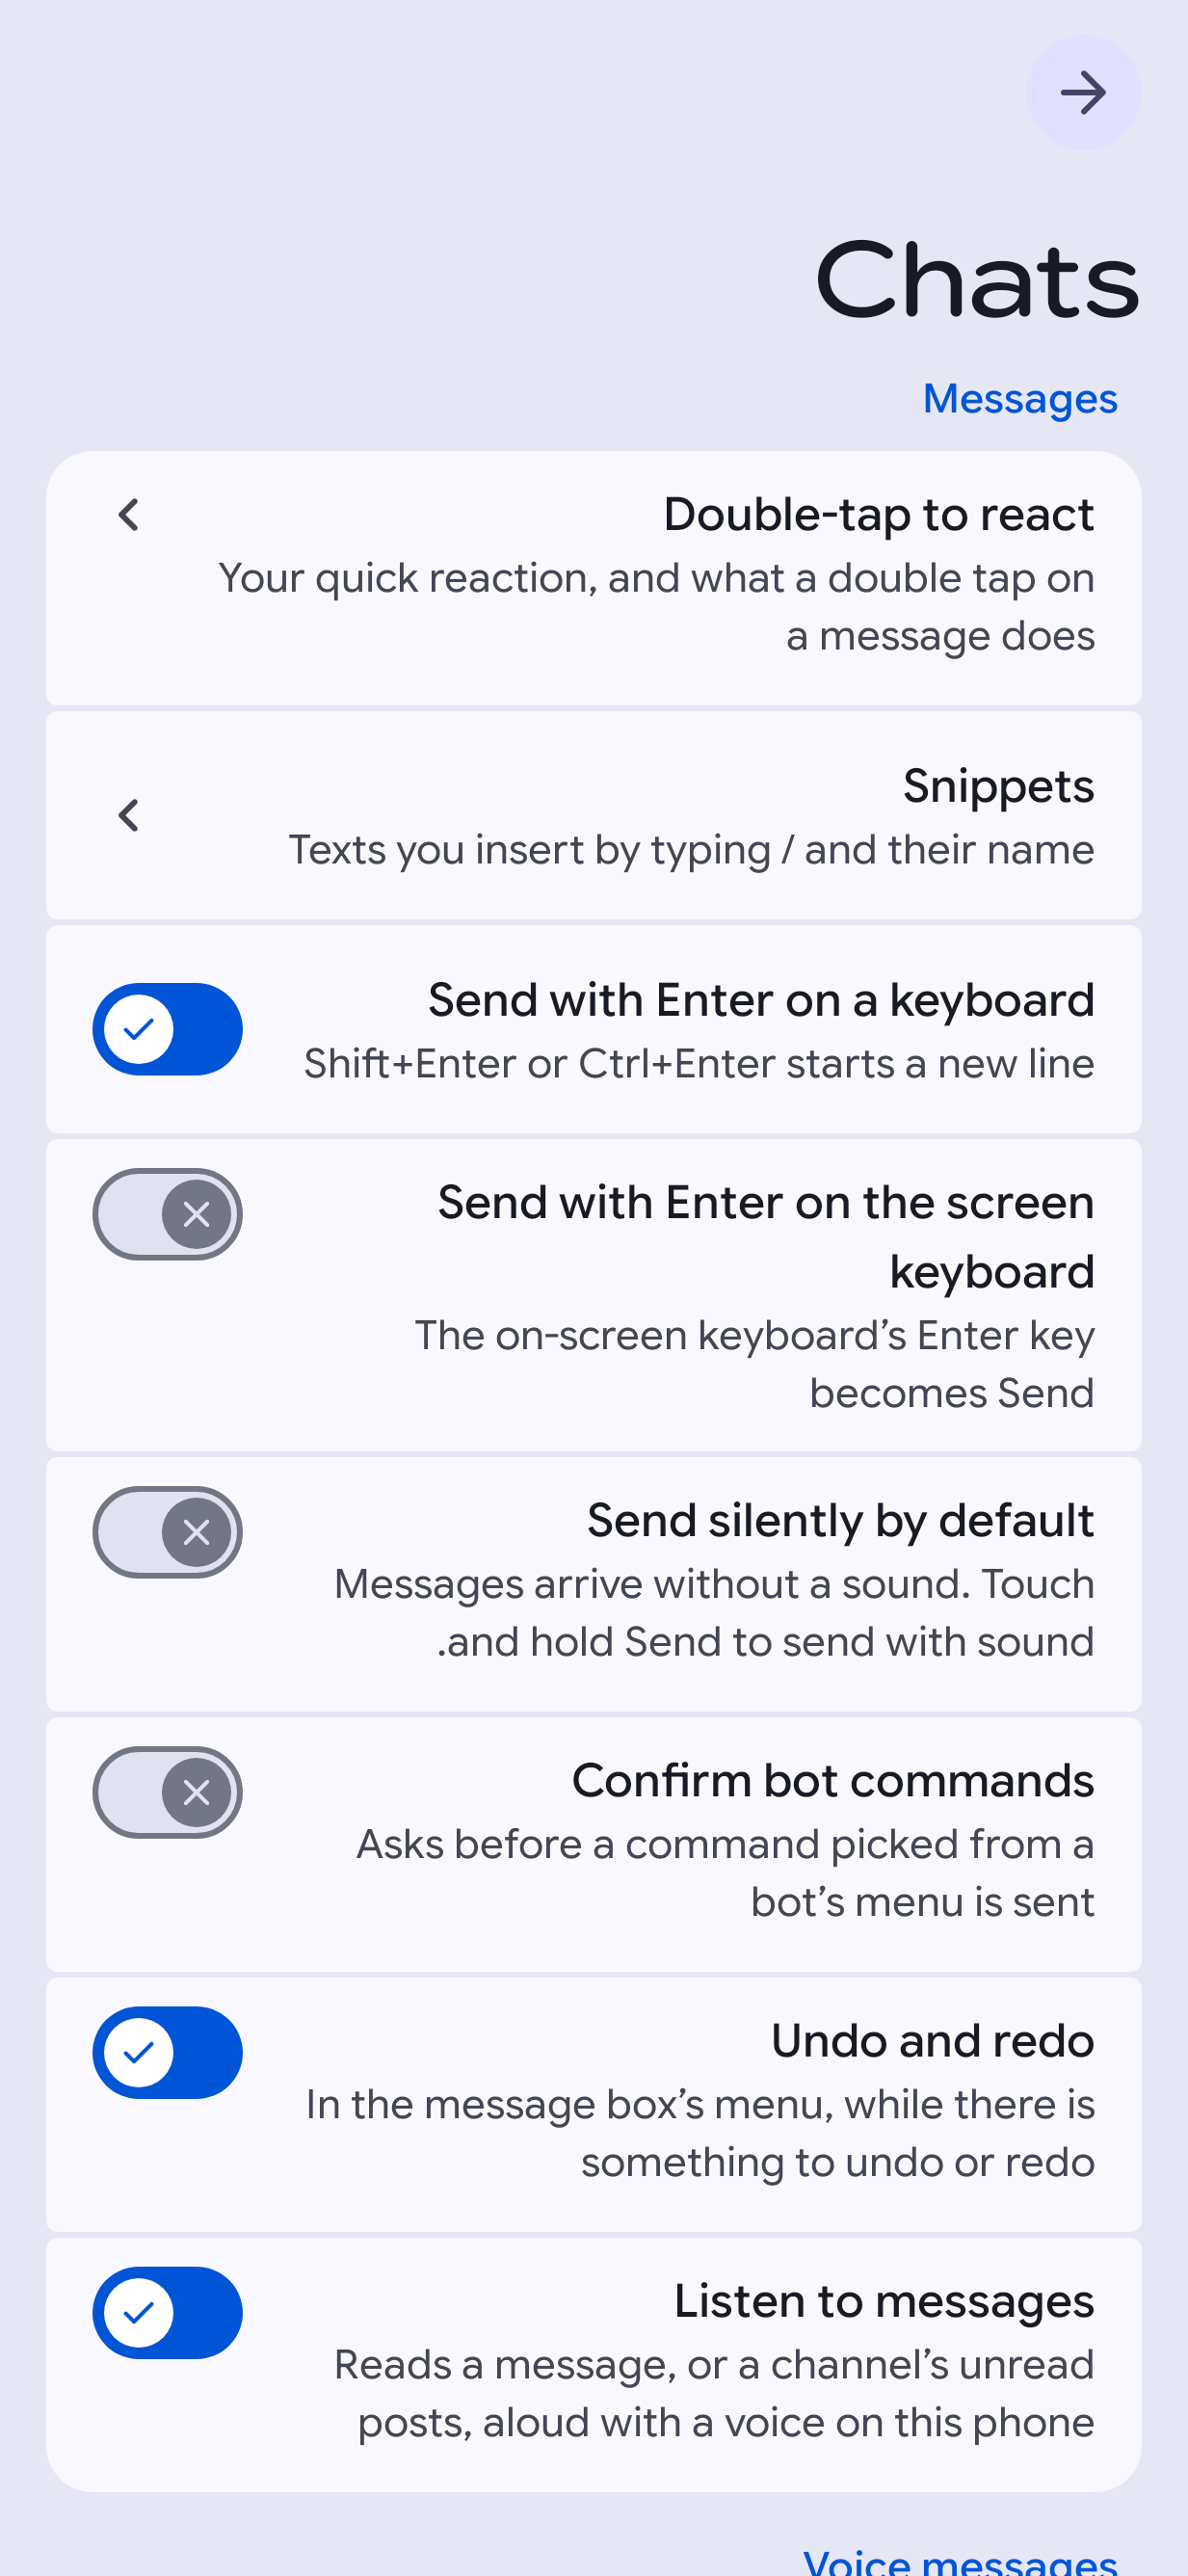 Chats
Messages
Double-tap to react
Your quick reaction, and what a double tap on
a message does
Snippets
Texts you insert by typing / and their name
Send with Enter on a keyboard
Shift+Enter or Ctrl+Enter starts a new line
Send with Enter on the screen
keyboard
The on-screen keyboard’s Enter key
becomes Send
Send silently by default
Messages arrive without a sound. Touch
.and hold Send to send with sound
Confirm bot commands
Asks before a command picked from a
bot’s menu is sent
Undo and redo
In the message box’s menu, while there is
something to undo or redo
Listen to messages
Reads a message, or a channel’s unread
posts, aloud with a voice on this phone
Voice messages